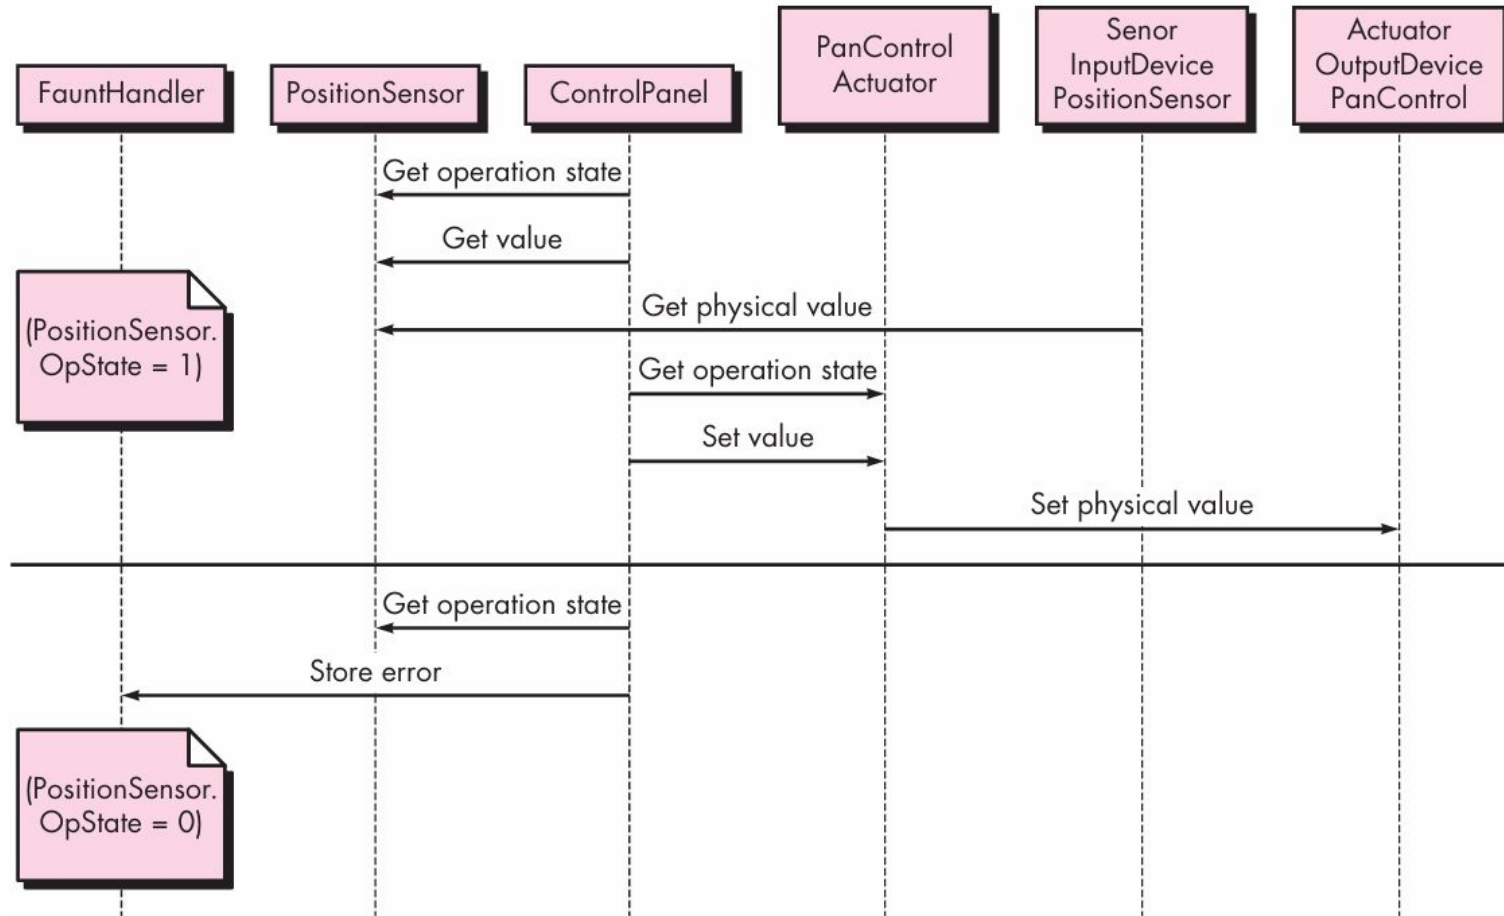 FauntHandler
PositionSensor
ControlPanel
PanControl
Actuator
Senor
InputDevice
PositionSensor
Actuator
OutputDevice
PanControl
Get operation state
Get value
(PositionSensor.
OpState = 1)
Get physical value
Get operation state
Set value
Set physical value
Get operation state
Store error
(PositionSensor.
OpState = 0)